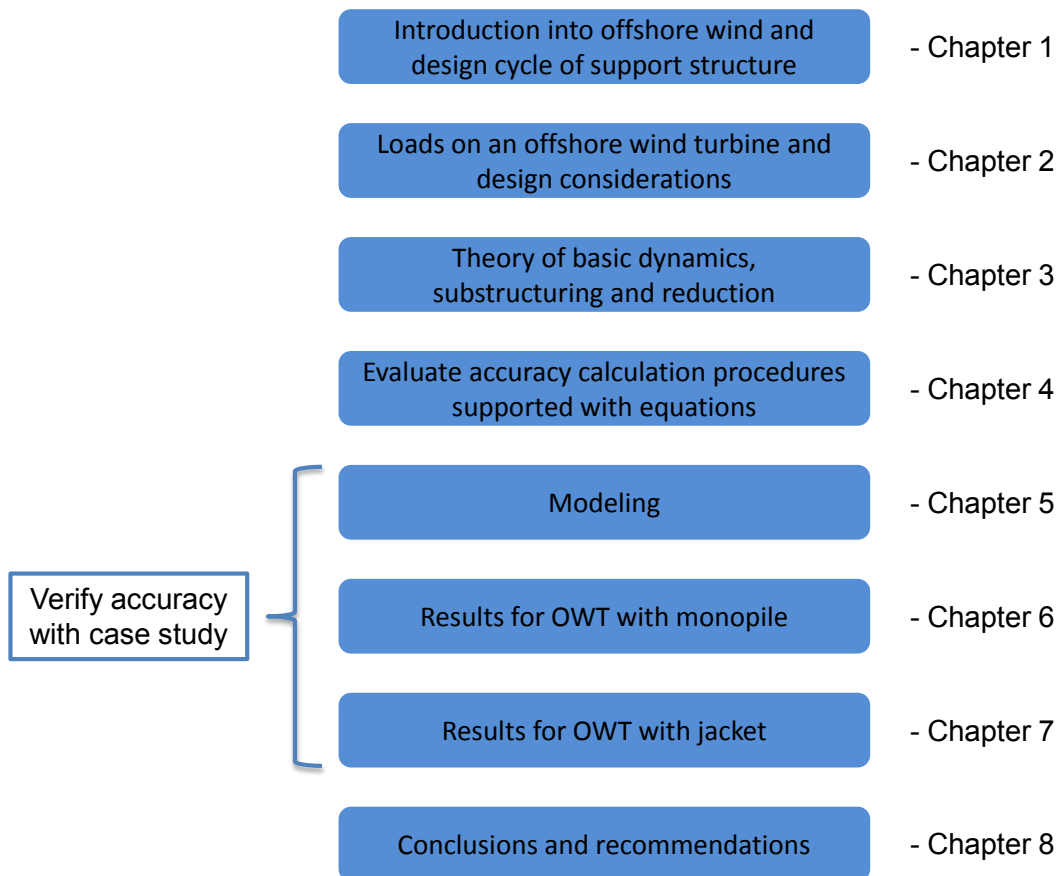 Introduction into offshore wind and
design cycle of support structure
- Chapter 1
Loads on an offshore wind turbine and
design considerations
- Chapter 2
Theory of basic dynamics,
substructuring and reduction
- Chapter 3
Evaluate accuracy calculation procedures
supported with equations
- Chapter 4
Verify accuracy
with case study
Modeling
- Chapter 5
Results for OWT with monopile
- Chapter 6
Results for OWT with jacket
- Chapter 7
Conclusions and recommendations
- Chapter 8